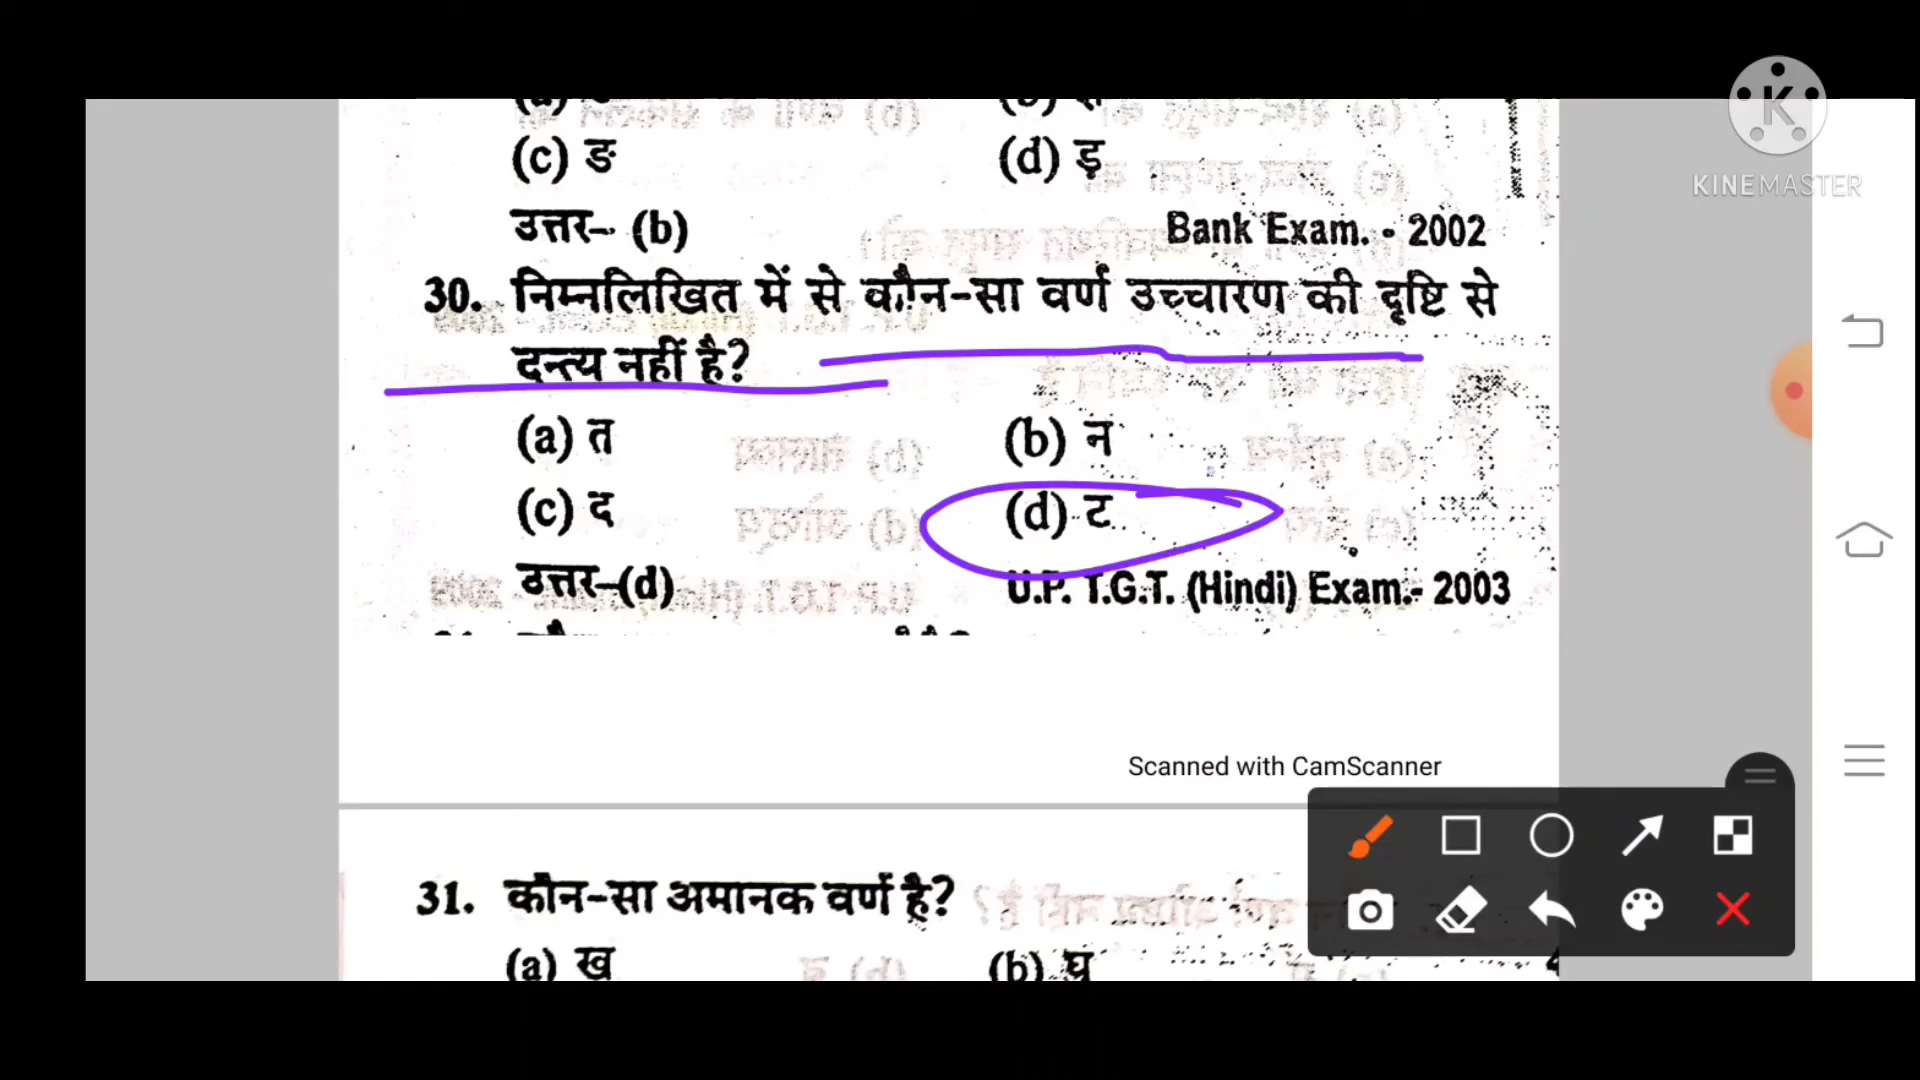 (c) ङ (d) ड़
उत्तर– (b) Bank Exam. - 2002
30. निम्नलिखित में से कौन-सा वर्ण उच्चारण की दृष्टि से
दन्त्य नहीं है?
(a) त (b) न
(c) द (d) ट
उत्तर–(d) U.P. T.G.T. (Hindi) Exam.- 2003
Scanned with CamScanner
31. कौन-सा अमानक वर्ण है?
(a) ख (b) घ
K
KINEMASTER